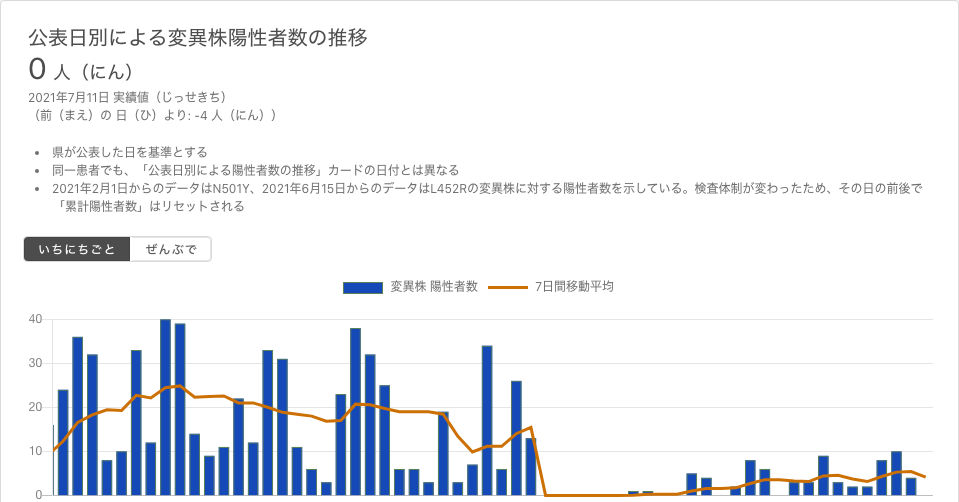 公表日別による変異株陽性者数の推移
0 人（にん）
2021年7月11日 実績値（じっせきち）
（前（まえ）の 日（ひ）より: -4 人（にん））
• 県が公表した日を基準とする
• 同一患者でも、「公表日別による陽性者数の推移」カードの日付とは異なる
• 2021年2月1日からのデータはN501Y、2021年6月15日からのデータはL452Rの変異株に対する陽性者数を示している。検査体制が変わったため、その日の前後で
「累計陽性者数」はリセットされる
いちにちごと ぜんぶで
変異株 陽性者数 7日間移動平均
40
30
20
10
0